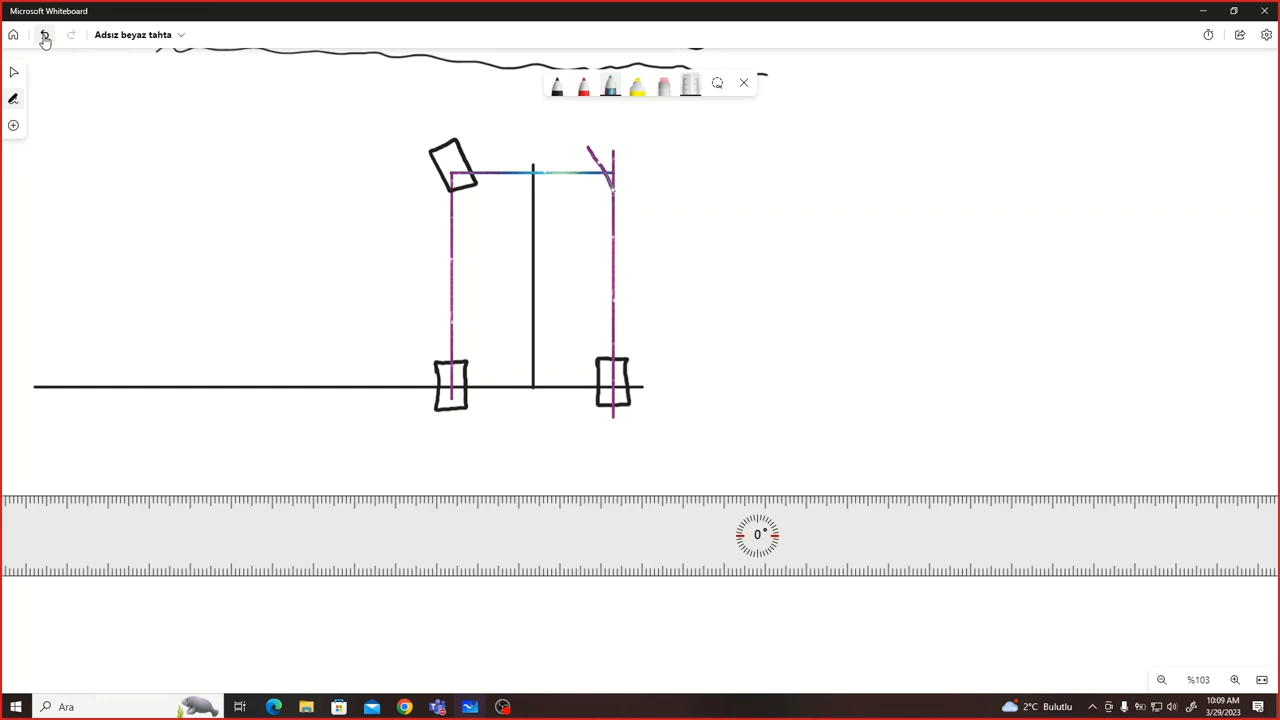 Microsoft Whiteboard
Adsız beyaz tahta
0°
%103
Ara
2°C Bulutlu
10:09 AM
3/29/2023